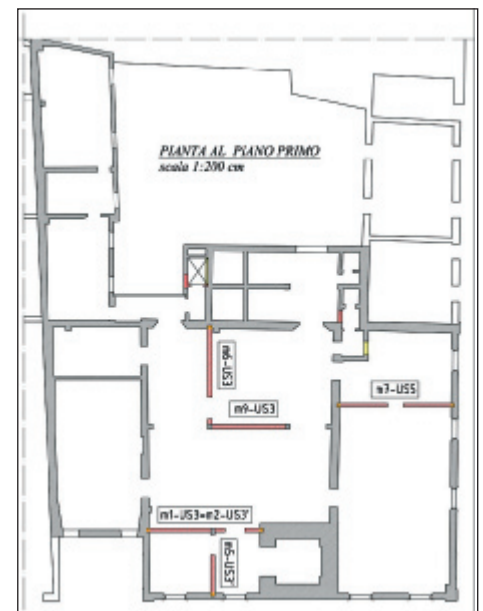 PIANTA AL PIANO PRIMO
scala 1:200 cm
m6-US3
m7-US5
m9-US3
m1-US3=m2-US3'
m5-US3'